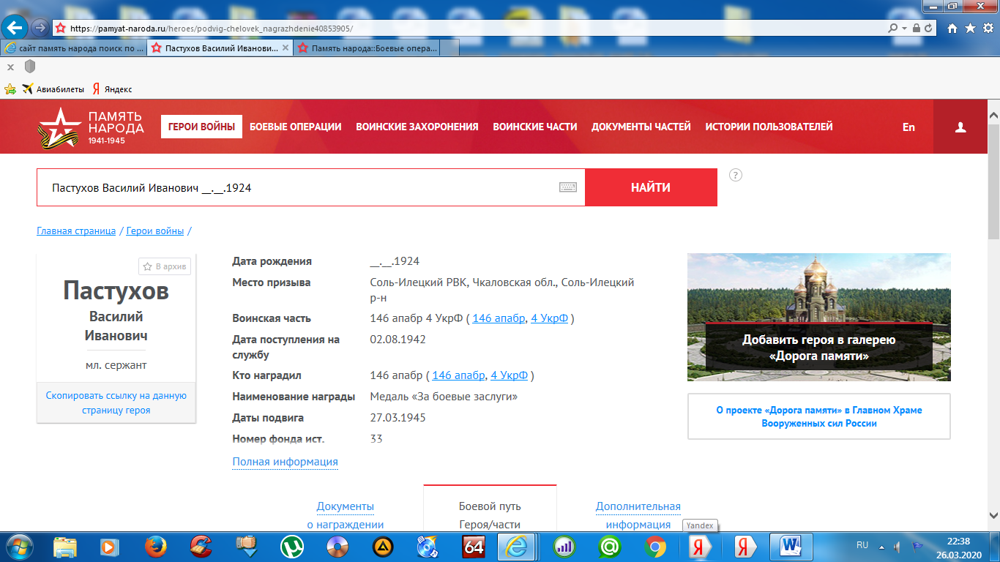 https://pamyat-naroda.ru/heroes/podvig-chelovek_nagrazhdenie40853905/
сайт память народа поиск по ...
Пастухов Василий Иванови...
Память народа::Боевые опера...
Авиабилеты
Яндекс
ПАМЯТЬ
НАРОДА
1941-1945
ГЕРОИ ВОЙНЫ
БОЕВЫЕ ОПЕРАЦИИ
ВОИНСКИЕ ЗАХОРОНЕНИЯ
ВОИНСКИЕ ЧАСТИ
ДОКУМЕНТЫ ЧАСТЕЙ
ИСТОРИИ ПОЛЬЗОВАТЕЛЕЙ
En
Пастухов Василий Иванович __.__.1924
НАЙТИ
?
Главная страница / Герои войны /
В архив
Пастухов
Василий
Иванович
мл. сержант
Скопировать ссылку на данную
страницу героя
Дата рождения __.__.1924
Место призыва Соль-Илецкий РВК, Чкаловская обл., Соль-Илецкий
р-н
Воинская часть 146 апабр 4 УкрФ ( 146 апабр, 4 УкрФ )
Дата поступления на 02.08.1942
службу
Кто наградил 146 апабр ( 146 апабр, 4 УкрФ )
Наименование награды Медаль «За боевые заслуги»
Даты подвига 27.03.1945
Номер фонда ист. 33
Полная информация
Добавить героя в галерею
«Дорога памяти»
О проекте «Дорога памяти» в Главном Храме
Вооруженных сил России
Документы
о награждении
Боевой путь
Героя/части
Дополнительная
информация
Yandex
64
RU
22:38
26.03.2020